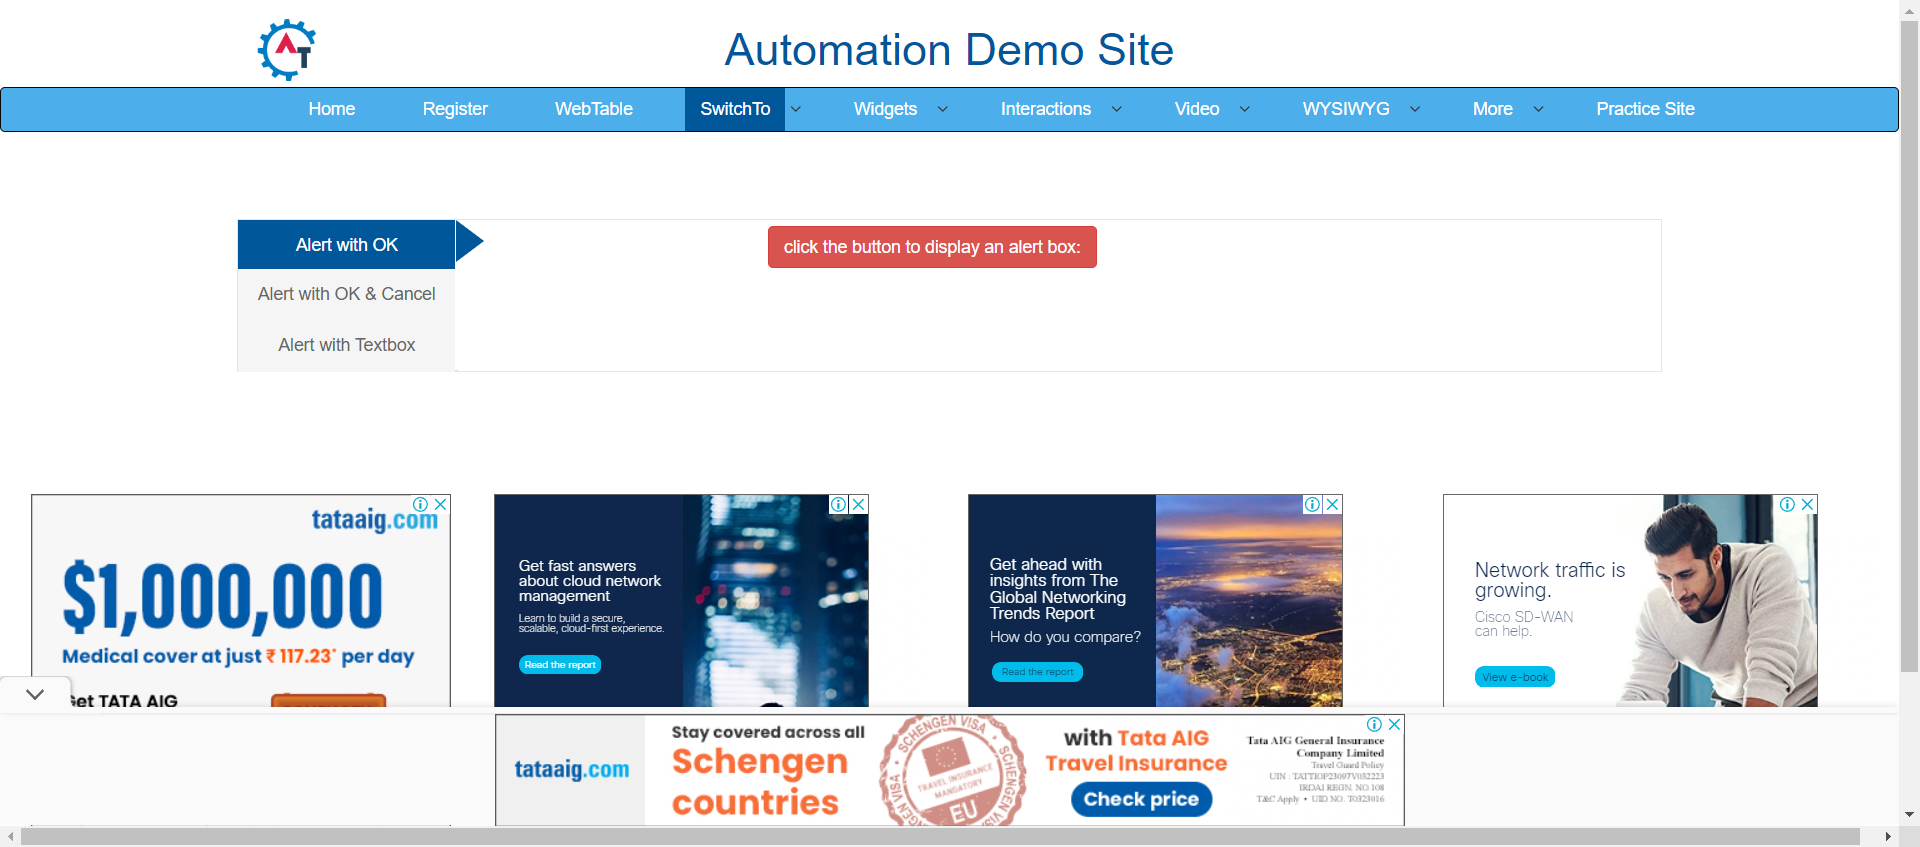 AT
Automation Demo Site
Home Register WebTable SwitchTo Widgets Interactions Video WYSIWYG More Practice Site
Alert with OK
click the button to display an alert box:
Alert with OK & Cancel
Alert with Textbox
tataaig.com
$1,000,000
Medical cover at just ₹ 117.23* per day
Get TATA AIG
Get fast answers
about cloud network
management
Learn to build a secure,
scalable, cloud-first experience.
Read the report
Get ahead with
insights from The
Global Networking
Trends Report
How do you compare?
Read the report
Network traffic is
growing.
Cisco SD-WAN
can help.
View e-book
tataaig.com
Stay covered across all
Schengen
countries
SCHENGEN VISA
SCHENGEN VISA
TRAVEL INSURANCE
MANDATORY
EU
with Tata AIG
Travel Insurance
Check price
Tata AIG General Insurance
Company Limited
Travel Guard Policy
UIN : TATTIOP23097V032223
IRDAI REGN. NO.108
T&C Apply • UID NO. T0323016